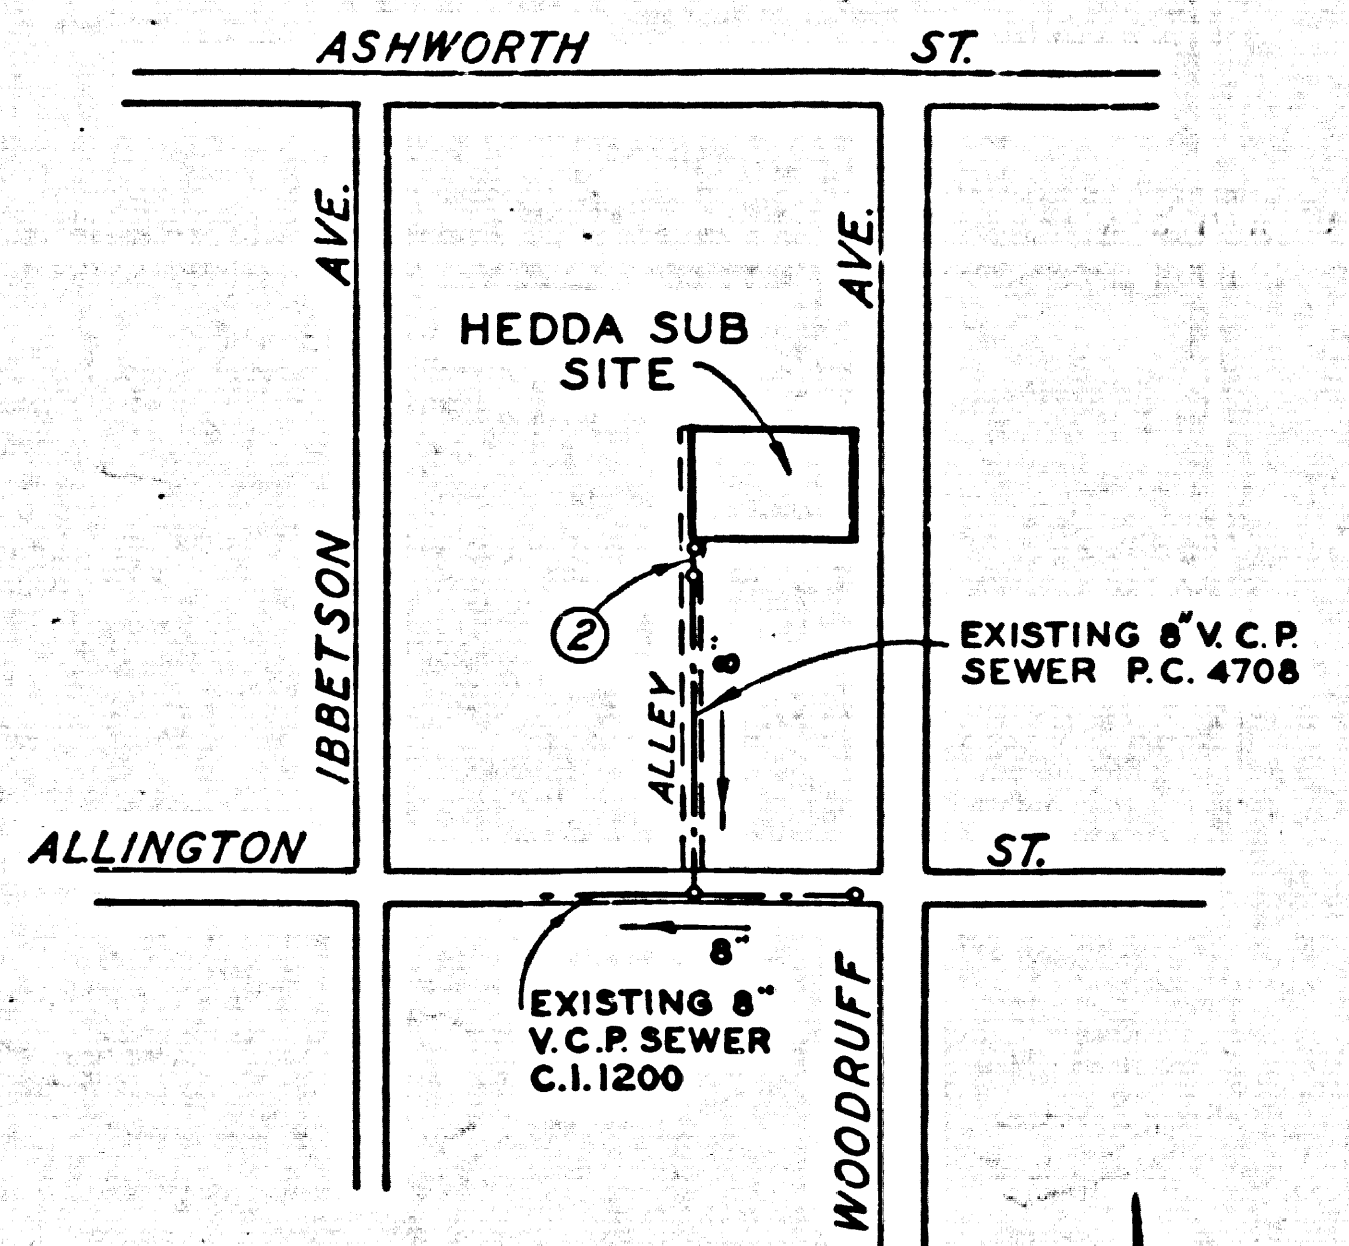 ASHWORTH ST.
IBBETSON AVE.
WOODRUFF AVE.
HEDDA SUB
SITE
2
8"
EXISTING 8" V.C.P.
SEWER P.C. 4708
ALLEY
ALLINGTON ST.
8"
EXISTING 8"
V.C.P. SEWER
C.I. 1200